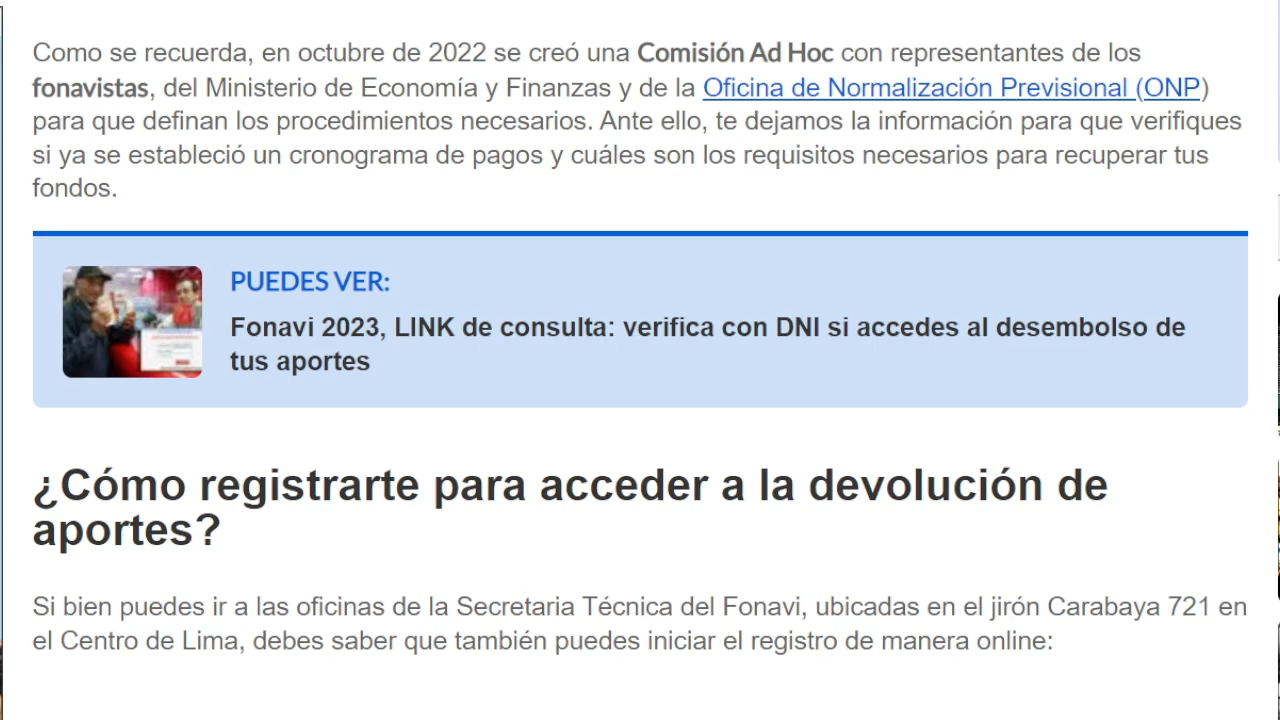 Como se recuerda, en octubre de 2022 se creó una Comisión Ad Hoc con representantes de los
fonavistas, del Ministerio de Economía y Finanzas y de la Oficina de Normalización Previsional (ONP)
para que definan los procedimientos necesarios. Ante ello, te dejamos la información para que verifiques
si ya se estableció un cronograma de pagos y cuáles son los requisitos necesarios para recuperar tus
fondos.
PUEDES VER:
Fonavi 2023, LINK de consulta: verifica con DNI si accedes al desembolso de
tus aportes
¿Cómo registrarte para acceder a la devolución de
aportes?
Si bien puedes ir a las oficinas de la Secretaria Técnica del Fonavi, ubicadas en el jirón Carabaya 721 en
el Centro de Lima, debes saber que también puedes iniciar el registro de manera online: